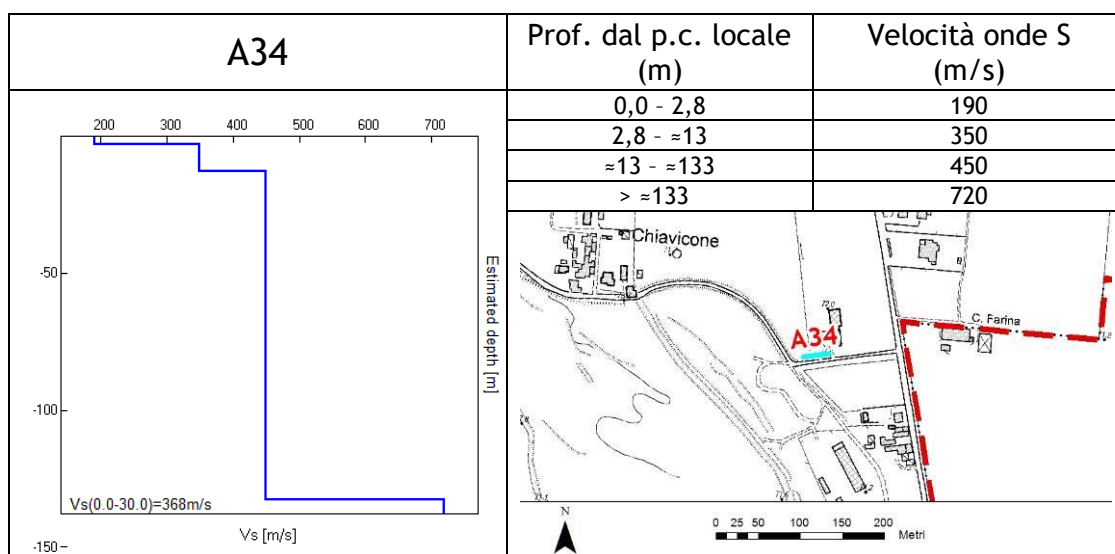 A34
Prof. dal p.c. locale
(m)
Velocità onde S
(m/s)
0,0 - 2,8
190
2,8 - ≈13
350
≈13 - ≈133
450
> ≈133
720
200 300 400 500 600 700
-50
-100
-150
Estimated depth [m]
Vs(0.0-30.0)=368m/s
Vs [m/s]
Chiavicone
C. Farina
A34
N
0 25 50 100 150 200
Metri